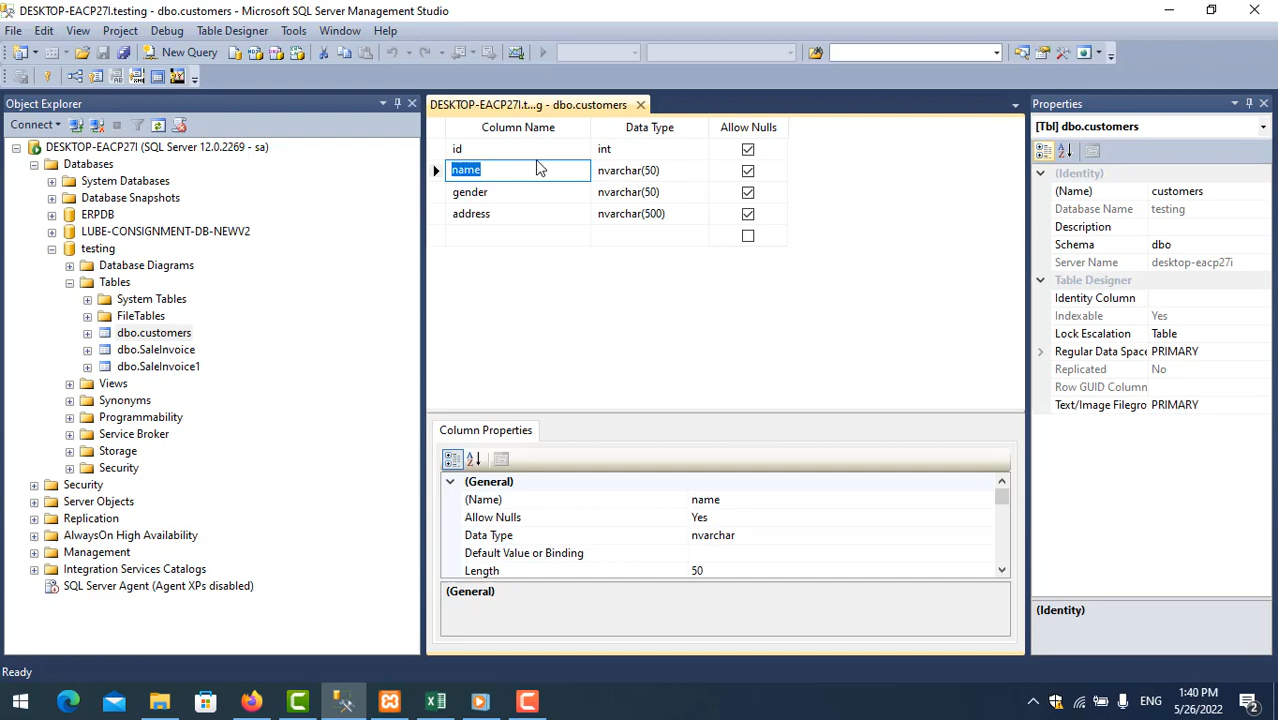 DESKTOP-EACP27I.testing - dbo.customers - Microsoft SQL Server Management Studio
File Edit View Project Debug Table Designer Tools Window Help
New Query
Object Explorer
Connect
DESKTOP-EACP27I (SQL Server 12.0.2269 - sa)
Databases
System Databases
Database Snapshots
ERPDB
LUBE-CONSIGNMENT-DB-NEWV2
testing
Database Diagrams
Tables
System Tables
FileTables
dbo.customers
dbo.SaleInvoice
dbo.SaleInvoice1
Views
Synonyms
Programmability
Service Broker
Storage
Security
Security
Server Objects
Replication
AlwaysOn High Availability
Management
Integration Services Catalogs
SQL Server Agent (Agent XPs disabled)
DESKTOP-EACP27I.t...g - dbo.customers
Column Name Data Type Allow Nulls
id int
name nvarchar(50)
gender nvarchar(50)
address nvarchar(500)
Column Properties
(General)
(Name) name
Allow Nulls Yes
Data Type nvarchar
Default Value or Binding
Length 50
(General)
Properties
[Tbl] dbo.customers
(Identity)
(Name) customers
Database Name testing
Description
Schema dbo
Server Name desktop-eacp27i
Table Designer
Identity Column
Indexable Yes
Lock Escalation Table
Regular Data Space PRIMARY
Replicated No
Row GUID Column
Text/Image Filegro PRIMARY
(Identity)
Ready
ENG
1:40 PM
5/26/2022
2